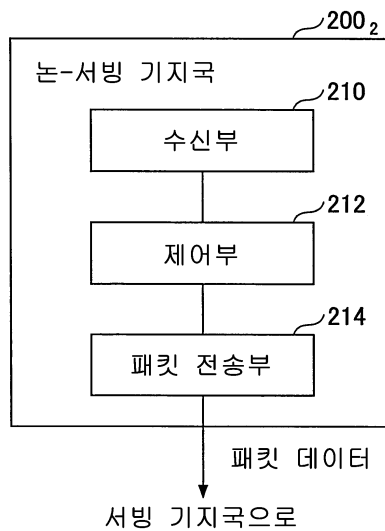 200₂
논-서빙 기지국
210
수신부
212
제어부
214
패킷 전송부
패킷 데이터
서빙 기지국으로